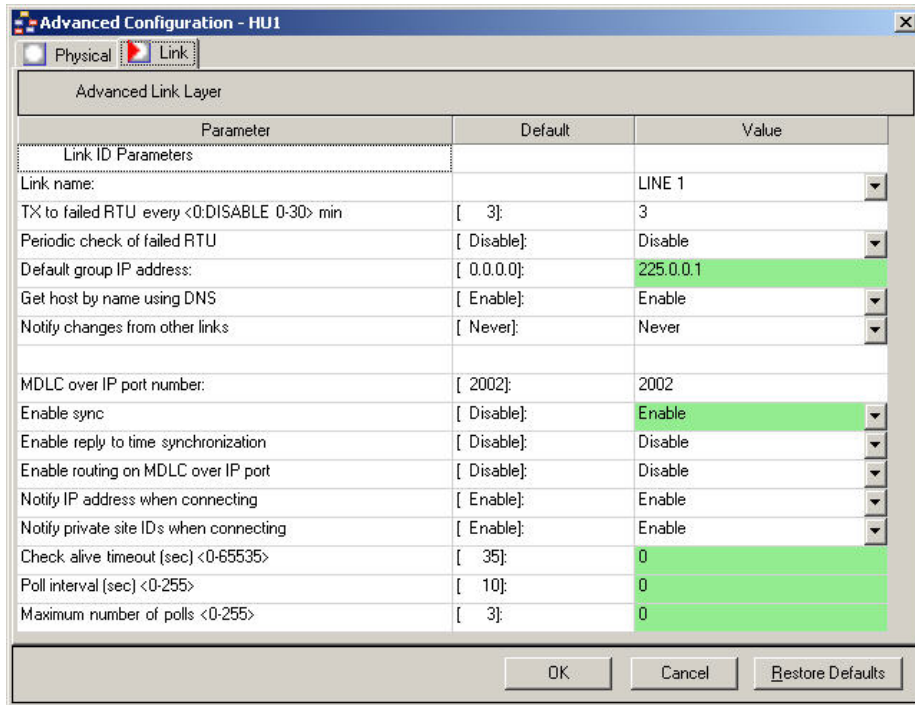 Advanced Configuration - HU1
Physical Link
Advanced Link Layer
Parameter Default Value
Link ID Parameters
Link name: LINE 1
TX to failed RTU every <0:DISABLE 0-30> min [ 3]: 3
Periodic check of failed RTU [ Disable]: Disable
Default group IP address: [ 0.0.0.0]: 225.0.0.1
Get host by name using DNS [ Enable]: Enable
Notify changes from other links [ Never]: Never
MDLC over IP port number: [ 2002]: 2002
Enable sync [ Disable]: Enable
Enable reply to time synchronization [ Disable]: Disable
Enable routing on MDLC over IP port [ Disable]: Disable
Notify IP address when connecting [ Enable]: Enable
Notify private site IDs when connecting [ Enable]: Enable
Check alive timeout (sec) <0-65535> [ 35]: 0
Poll interval (sec) <0-255> [ 10]: 0
Maximum number of polls <0-255> [ 3]: 0
OK Cancel Restore Defaults